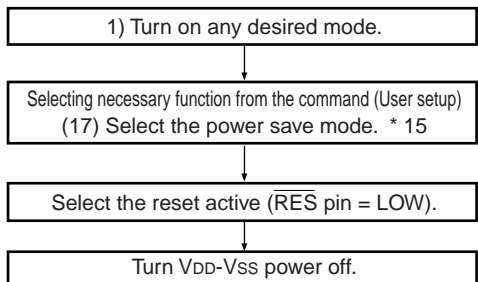 1) Turn on any desired mode.
Selecting necessary function from the command (User setup)
(17) Select the power save mode. * 15
Select the reset active (R̅E̅S̅ pin = LOW).
Turn VDD-VSS power off.